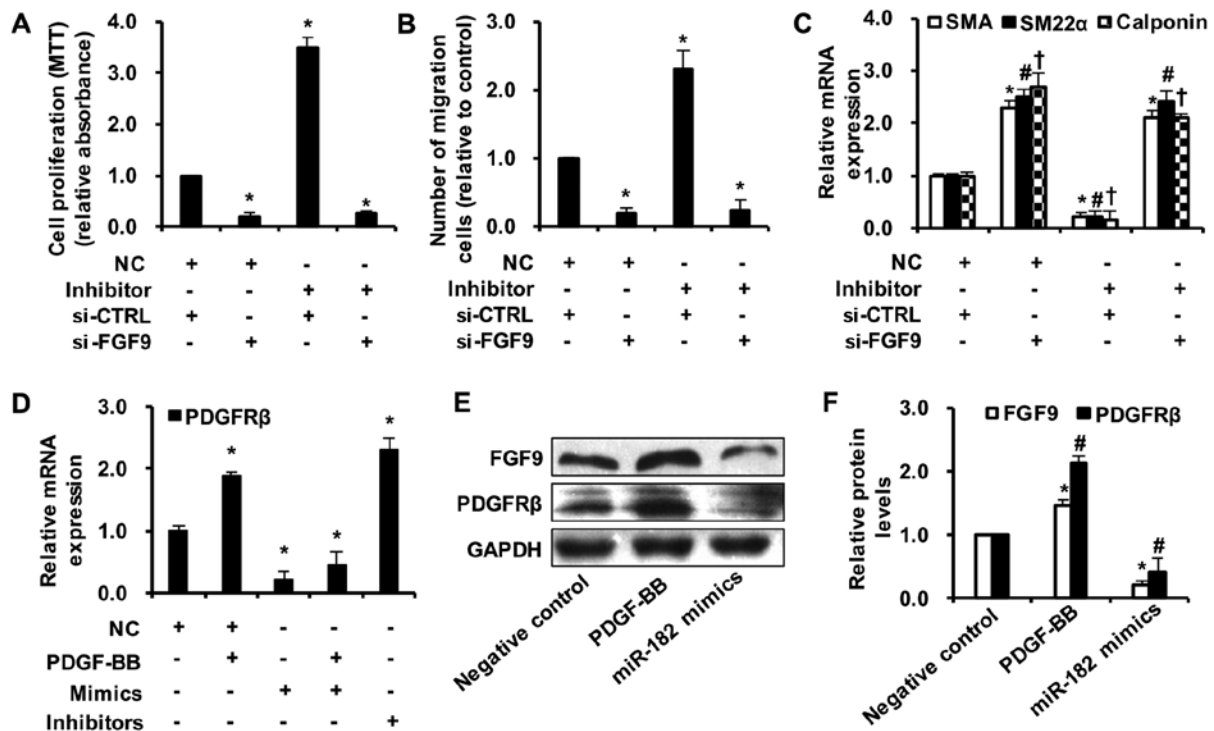 A
Cell proliferation (MTT)
(relative absorbance)
4.0
3.0
2.0
1.0
0.0
* * *
NC + + - -
Inhibitor - - + +
si-CTRL + - + -
si-FGF9 - + - +
B
Number of migration
cells (relative to control)
3.0
2.0
1.0
0.0
* * *
NC + + - -
Inhibitor - - + +
si-CTRL + - + -
si-FGF9 - + - +
C
SMA SM22α Calponin
Relative mRNA
expression
4.0
3.0
2.0
1.0
0.0
* # † * # † * # †
NC + + - -
Inhibitor - - + +
si-CTRL + - + -
si-FGF9 - + - +
D
PDGFRβ
Relative mRNA
expression
3.0
2.0
1.0
0.0
* * * *
NC + + - - -
PDGF-BB - + - + -
Mimics - - + + -
Inhibitors - - - - +
E
FGF9
PDGFRβ
GAPDH
Negative control
PDGF-BB
miR-182 mimics
F
FGF9 PDGFRβ
Relative protein
levels
3.0
2.0
1.0
0.0
* # * #
Negative control
PDGF-BB
miR-182 mimics